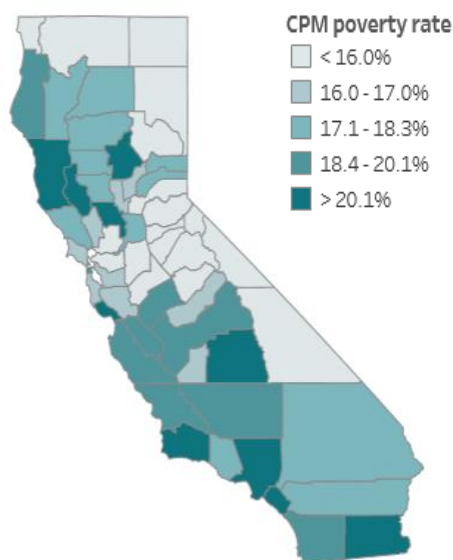 CPM poverty rate
< 16.0%
16.0 - 17.0%
17.1 - 18.3%
18.4 - 20.1%
> 20.1%